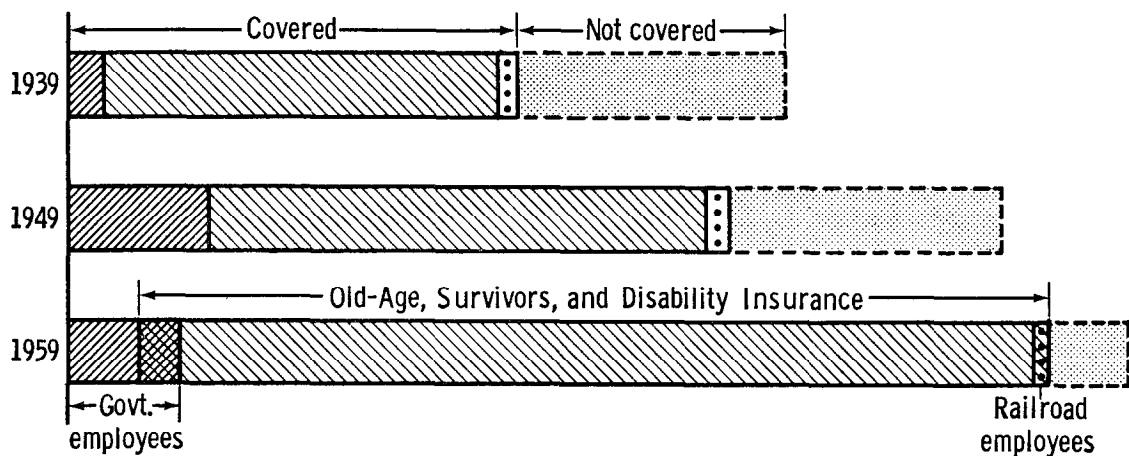 Covered
Not covered
1939
1949
Old-Age, Survivors, and Disability Insurance
1959
Govt.
employees
Railroad
employees